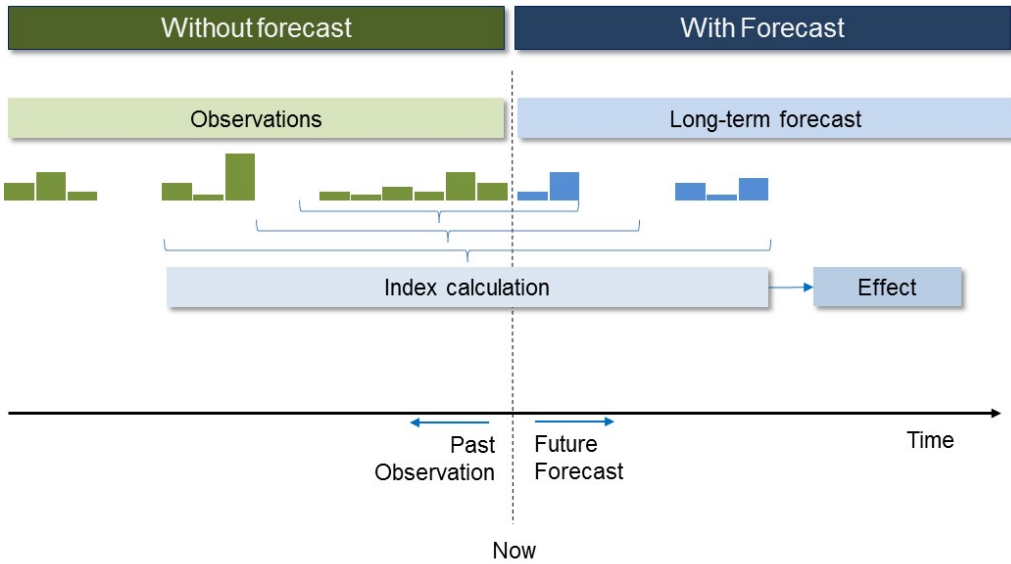 Without forecast
With Forecast
Observations
Long-term forecast
Index calculation
Effect
Past
Observation
Future
Forecast
Time
Now